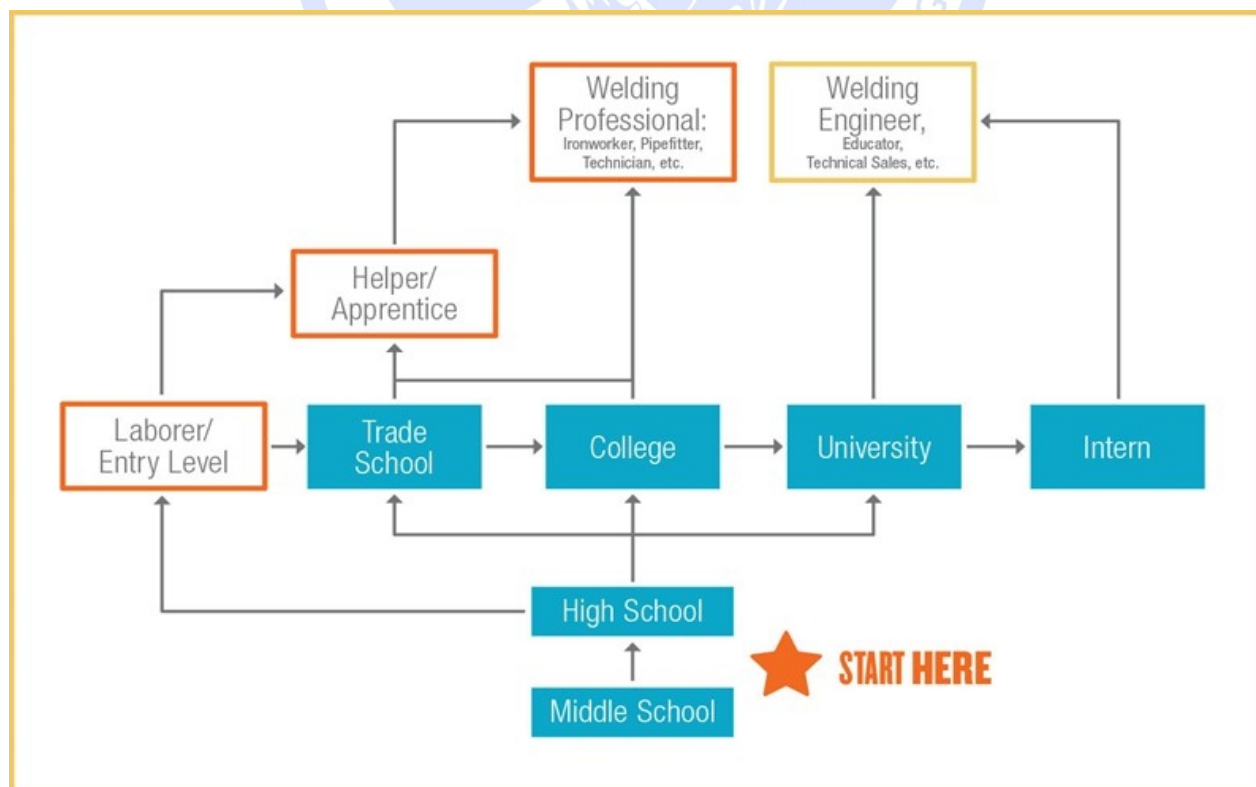 Welding
Professional:
Ironworker, Pipefitter,
Technician, etc.
Welding
Engineer,
Educator,
Technical Sales, etc.
Helper/
Apprentice
Laborer/
Entry Level
Trade
School
College
University
Intern
High School
START HERE
Middle School